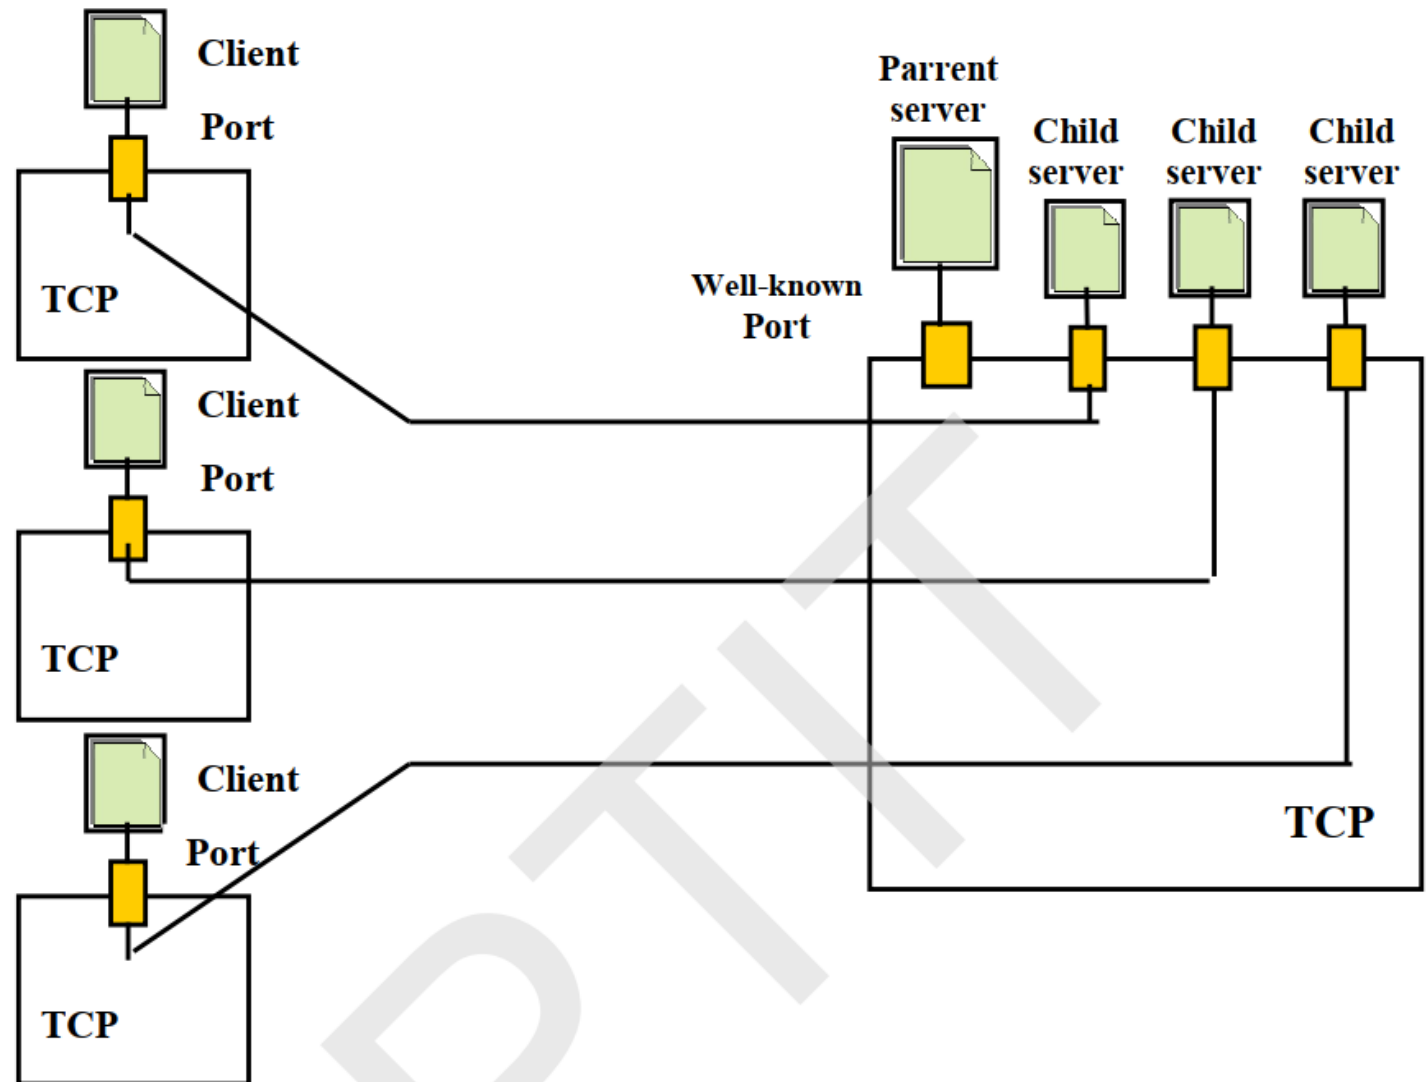 Client
Port
TCP
Client
Port
TCP
Client
Port
TCP
Parrent
server
Child
server
Child
server
Child
server
Well-known
Port
TCP
PTIT